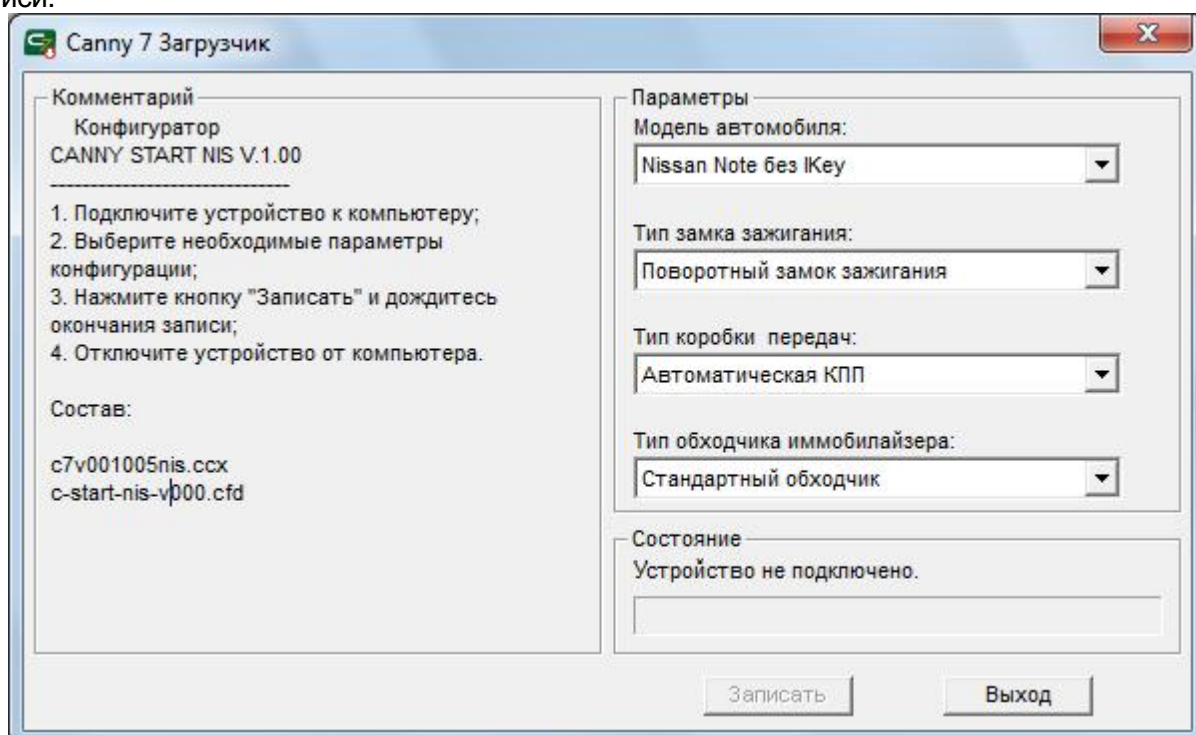 иси.
Canny 7 Загрузчик
Комментарий
Конфигуратор
CANNY START NIS V.1.00
------------------------------
1. Подключите устройство к компьютеру;
2. Выберите необходимые параметры
конфигурации;
3. Нажмите кнопку "Записать" и дождитесь
окончания записи;
4. Отключите устройство от компьютера.
Состав:
c7v001005nis.ccx
c-start-nis-v000.cfd
Параметры
Модель автомобиля:
Nissan Note без IKey
Тип замка зажигания:
Поворотный замок зажигания
Тип коробки  передач:
Автоматическая КПП
Тип обходчика иммобилайзера:
Стандартный обходчик
Состояние
Устройство не подключено.
Записать
Выход